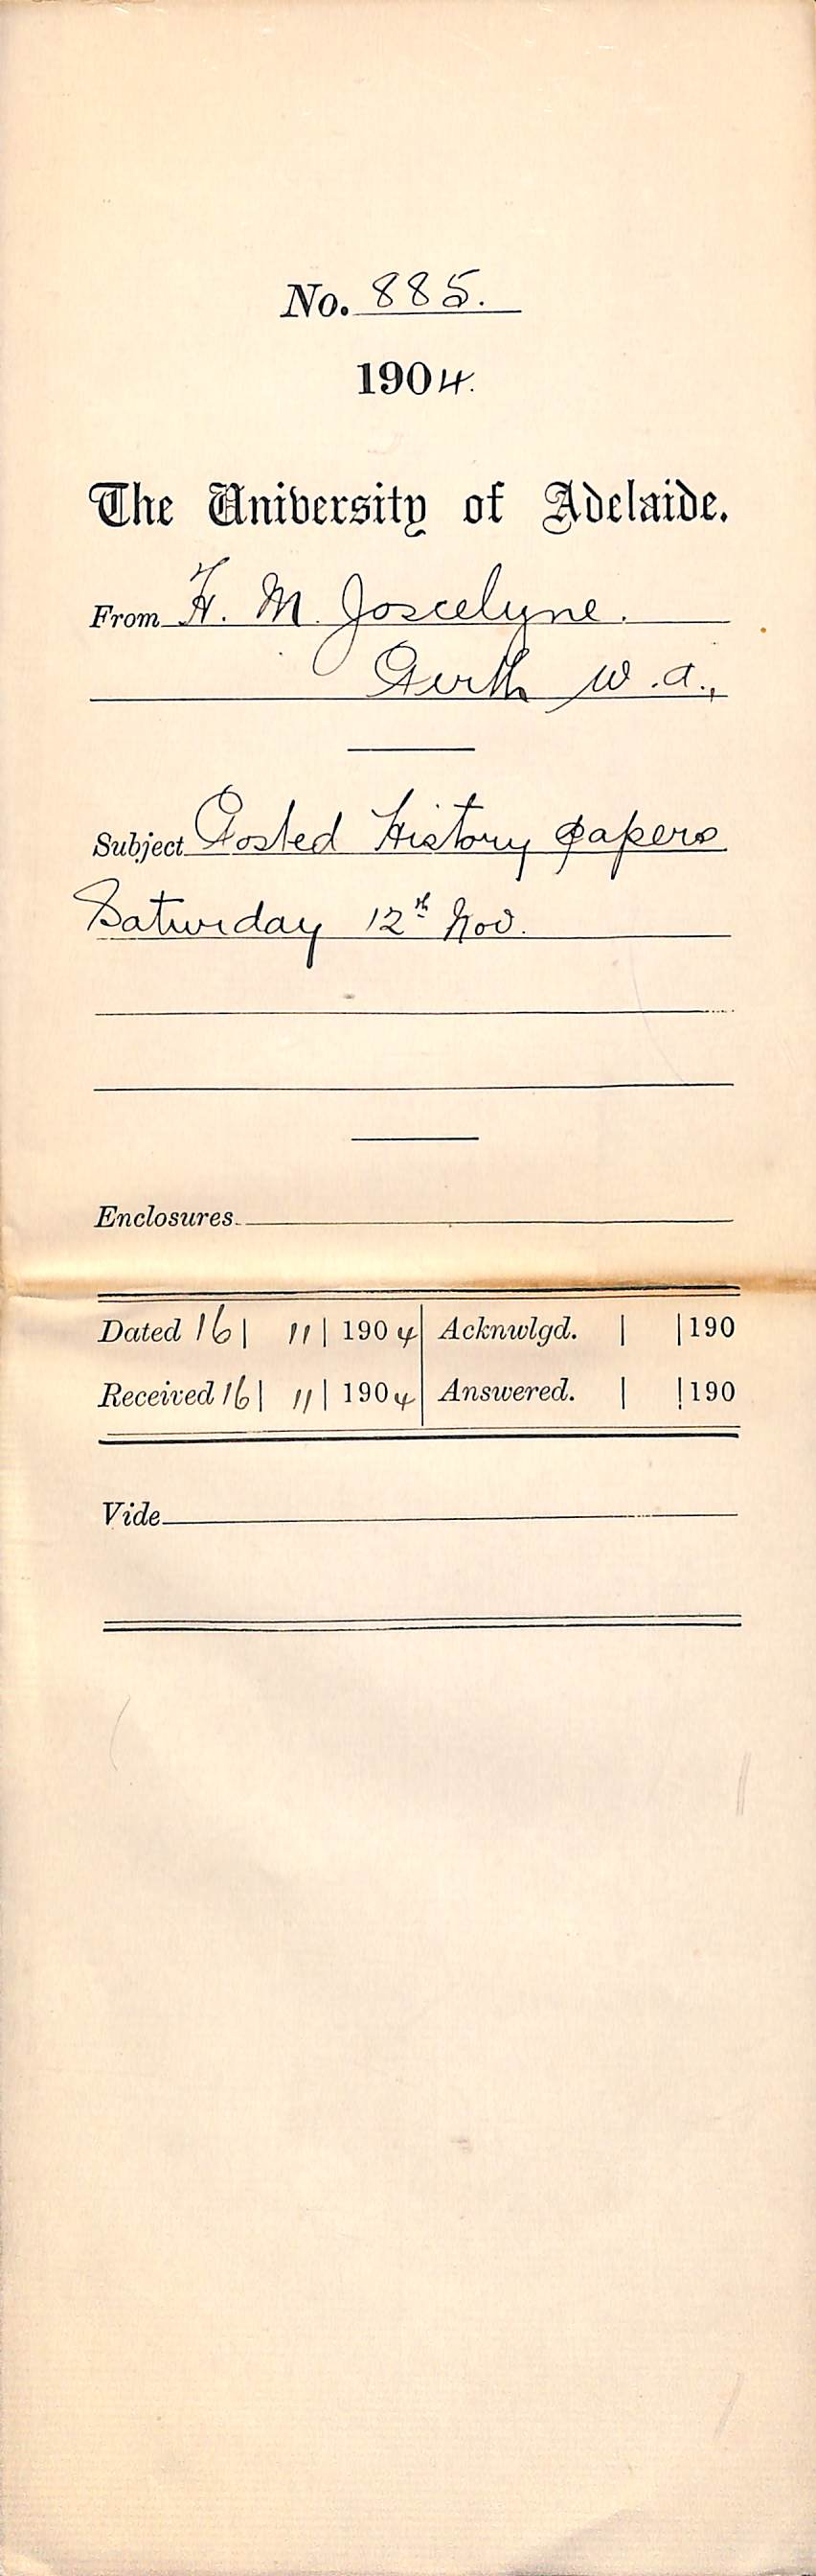 No. 885.
1904.
The University of Adelaide.
From H. M. Joscelyne.
Perth W.A.,
Subject Posted History papers
Saturday 12th Nov.
Enclosures
Dated 16 | 11 | 1904 Acknwlgd. | | 190
Received 16 | 11 | 1904 Answered. | | 190
Vide